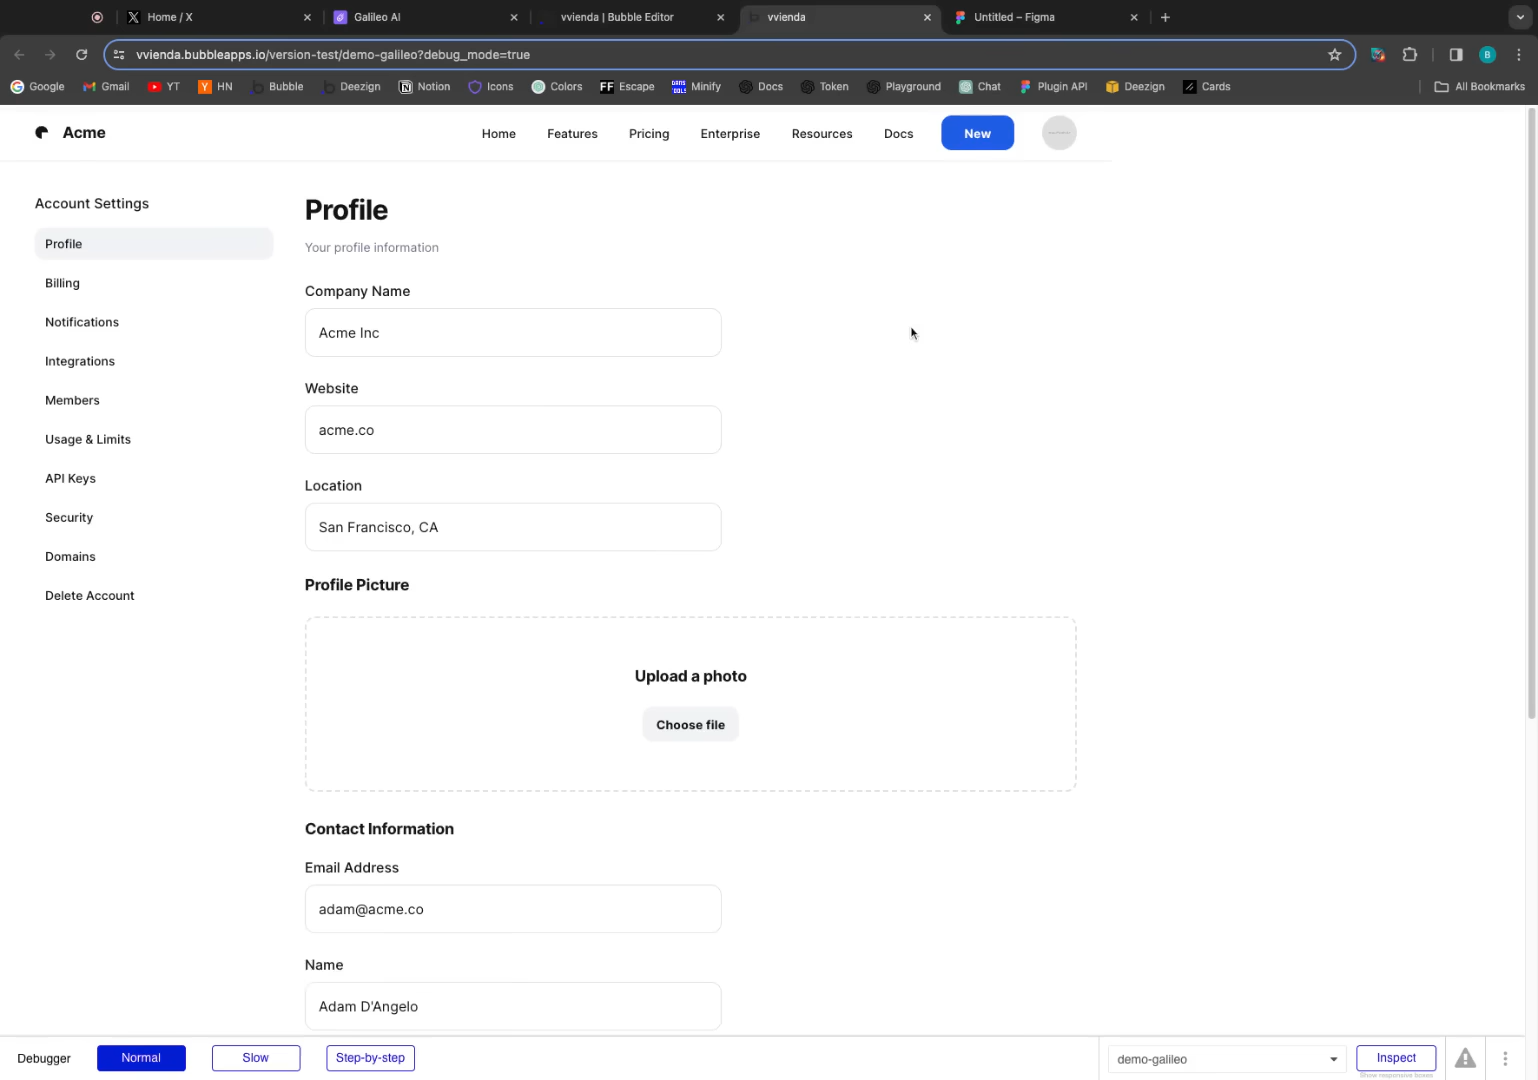 Home / X
Galileo AI
vvienda | Bubble Editor
vvienda
Untitled – Figma
vvienda.bubbleapps.io/version-test/demo-galileo?debug_mode=true
B
Google
Gmail
YT
HN
Bubble
Deezign
Notion
Icons
Colors
FF Escape
Minify
Docs
Token
Playground
Chat
Plugin API
Deezign
Cards
All Bookmarks
Acme
Home
Features
Pricing
Enterprise
Resources
Docs
New
Account Settings
Profile
Billing
Notifications
Integrations
Members
Usage & Limits
API Keys
Security
Domains
Delete Account
Profile
Your profile information
Company Name
Acme Inc
Website
acme.co
Location
San Francisco, CA
Profile Picture
Upload a photo
Choose file
Contact Information
Email Address
adam@acme.co
Name
Adam D'Angelo
Debugger
Normal
Slow
Step-by-step
demo-galileo
Inspect
Show responsive boxes